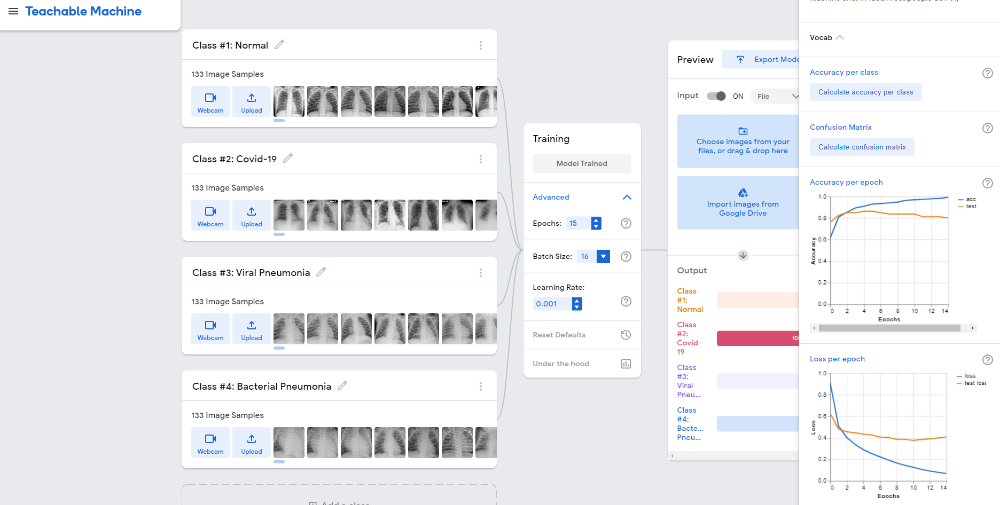 Teachable Machine
Class #1: Normal
133 Image Samples
Webcam
Upload
Class #2: Covid-19
133 Image Samples
Webcam
Upload
Class #3: Viral Pneumonia
133 Image Samples
Webcam
Upload
Class #4: Bacterial Pneumonia
133 Image Samples
Webcam
Upload
Training
Model Trained
Advanced
Epochs: 15
Batch Size: 16
Learning Rate:
0.001
Reset Defaults
Under the hood
Preview
Export Mode
Input ON File
Choose images from your
files, or drag & drop here
Import images from
Google Drive
Output
Class
#1:
Normal
Class
#2:
Covid-
19
Class
#3:
Viral
Pneu...
Class
#4:
Bacte...
Pneu...
Vocab
Accuracy per class
Calculate accuracy per class
Confusion Matrix
Calculate confusion matrix
Accuracy per epoch
1.0
0.8
0.6
0.4
0.2
0.0
Accuracy
0 2 4 6 8 10 12 14
Epochs
acc
test
Loss per epoch
1.0
0.8
0.6
0.4
0.2
0.0
Loss
0 2 4 6 8 10 12 14
Epochs
loss
test loss